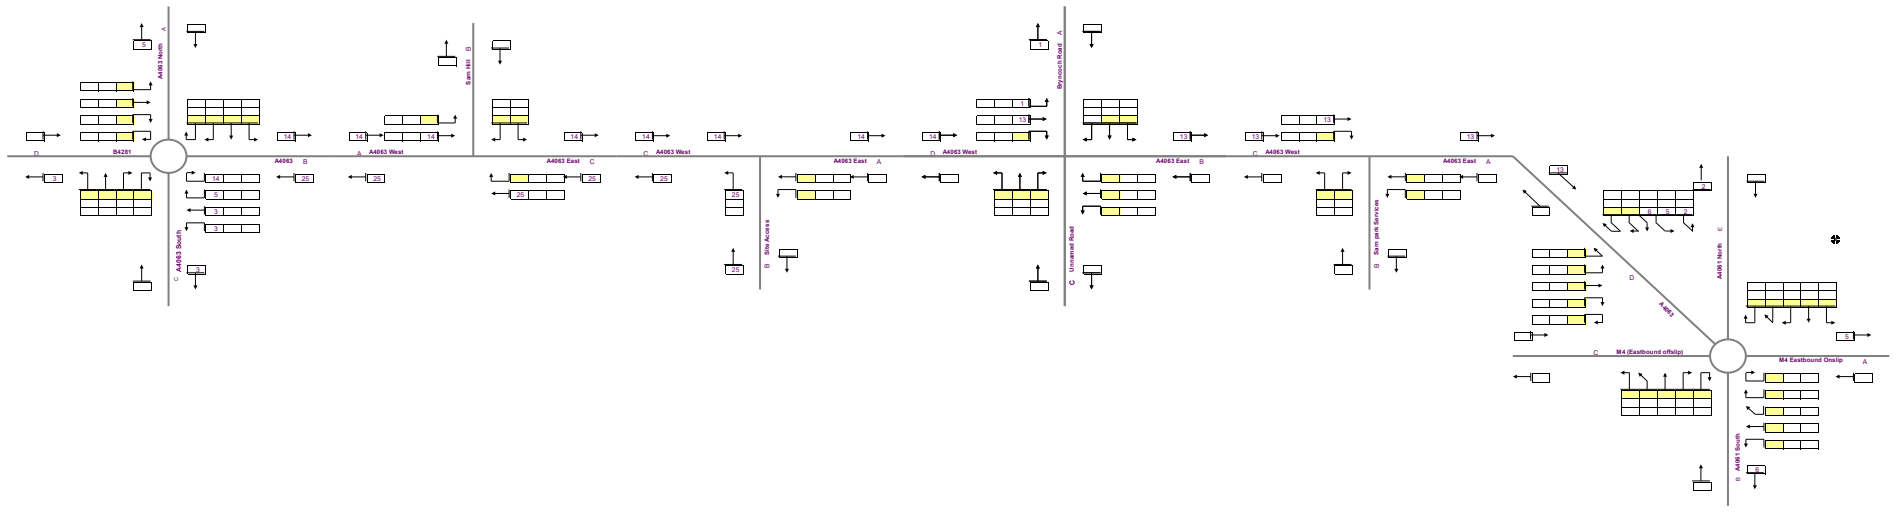 5
A
A4063 North
B
Sarn Hill
1
A
Bryncoch Road
1
13
13
14
14
14
14
14
14
14
14
13
13
13
D
B4281
A4063
B
A
A4063 West
A4063 East
C
A4063 West
A4063 East
A
D
A4063 West
A4063 East
B
C
A4063 West
A4063 East
A
3
14
5
3
3
25
25
25
25
25
25
25
13
2
6
5
2
A4063 South
C
3
Site Access
B
Unnamed Road
C
Sarn park Services
B
E
A4061 North
D
A4063
5
C
M4 (Eastbound offslip)
M4 Eastbound Onslip
A
A4061 South
B
6